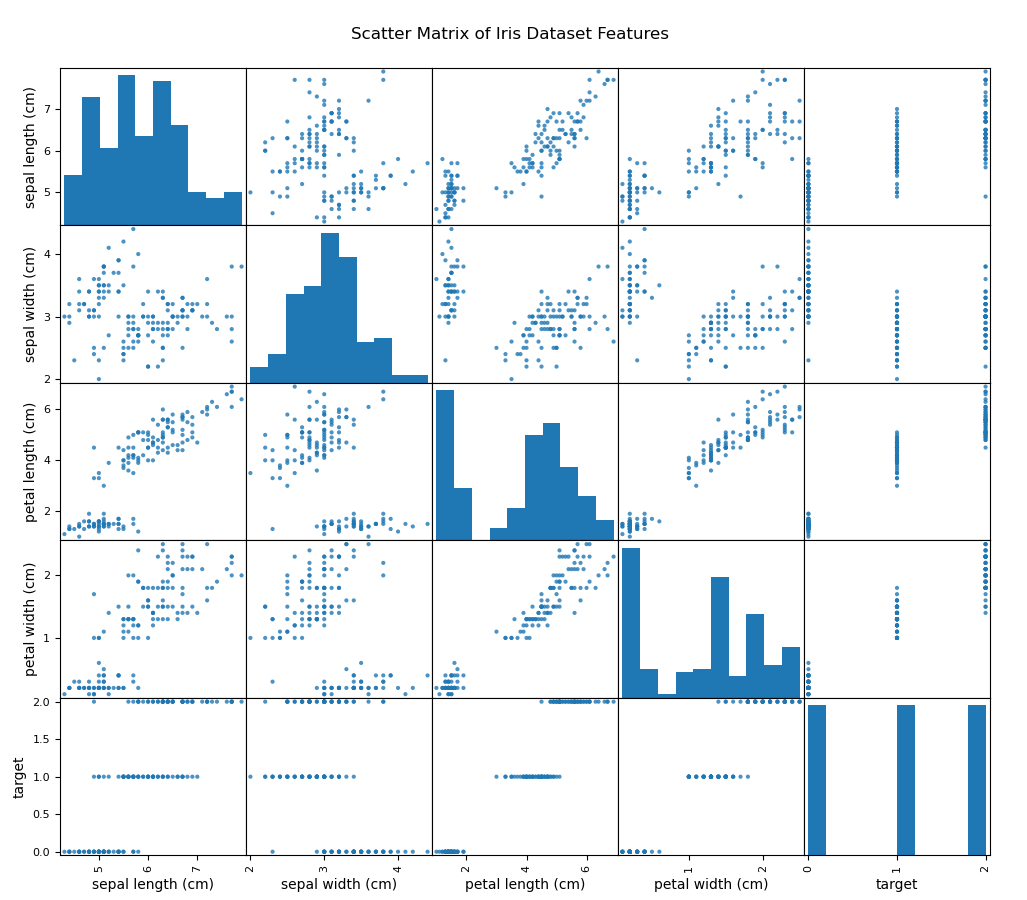 Scatter Matrix of Iris Dataset Features
sepal length (cm)
7
6
5
sepal width (cm)
4
3
2
petal length (cm)
6
4
2
petal width (cm)
2
1
target
2.0
1.5
1.0
0.5
0.0
5 6 7 2 3 4 2 4 6 1 2 0 1 2
sepal length (cm) sepal width (cm) petal length (cm) petal width (cm) target